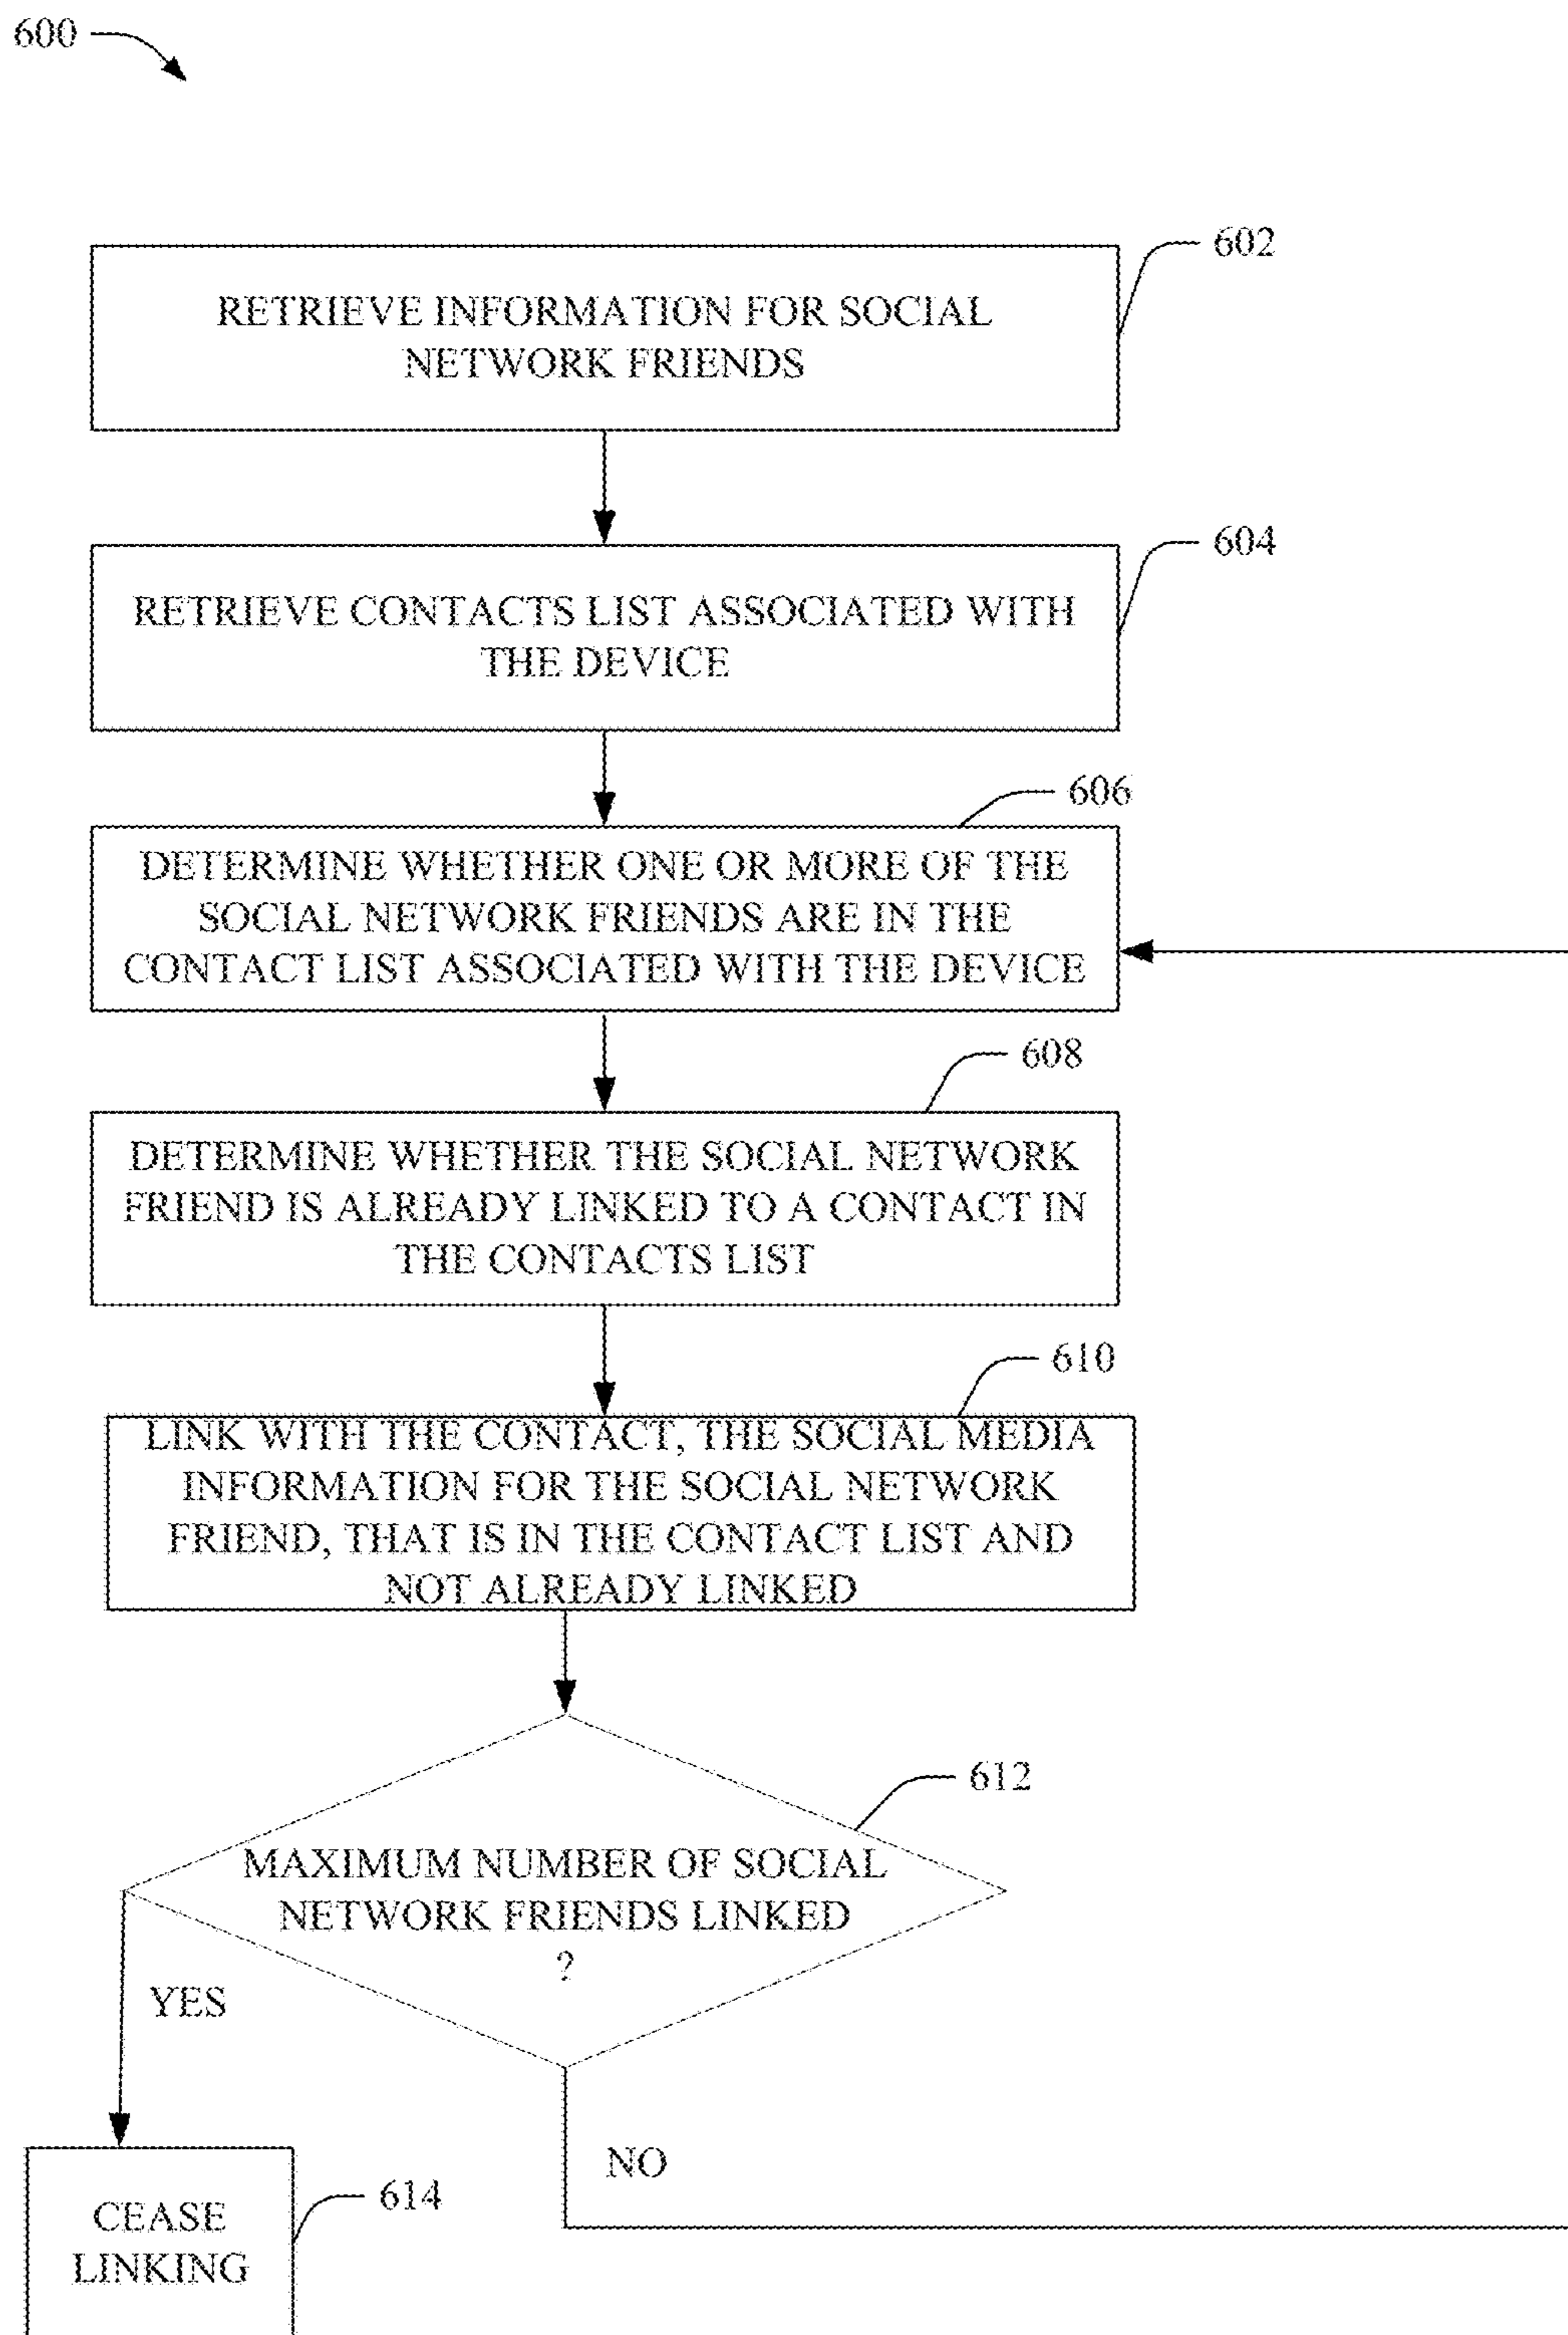 600
602
RETRIEVE INFORMATION FOR SOCIAL
NETWORK FRIENDS
604
RETRIEVE CONTACTS LIST ASSOCIATED WITH
THE DEVICE
606
DETERMINE WHETHER ONE OR MORE OF THE
SOCIAL NETWORK FRIENDS ARE IN THE
CONTACT LIST ASSOCIATED WITH THE DEVICE
608
DETERMINE WHETHER THE SOCIAL NETWORK
FRIEND IS ALREADY LINKED TO A CONTACT IN
THE CONTACTS LIST
610
LINK WITH THE CONTACT, THE SOCIAL MEDIA
INFORMATION FOR THE SOCIAL NETWORK
FRIEND, THAT IS IN THE CONTACT LIST AND
NOT ALREADY LINKED
612
MAXIMUM NUMBER OF SOCIAL
NETWORK FRIENDS LINKED
?
YES
NO
614
CEASE
LINKING